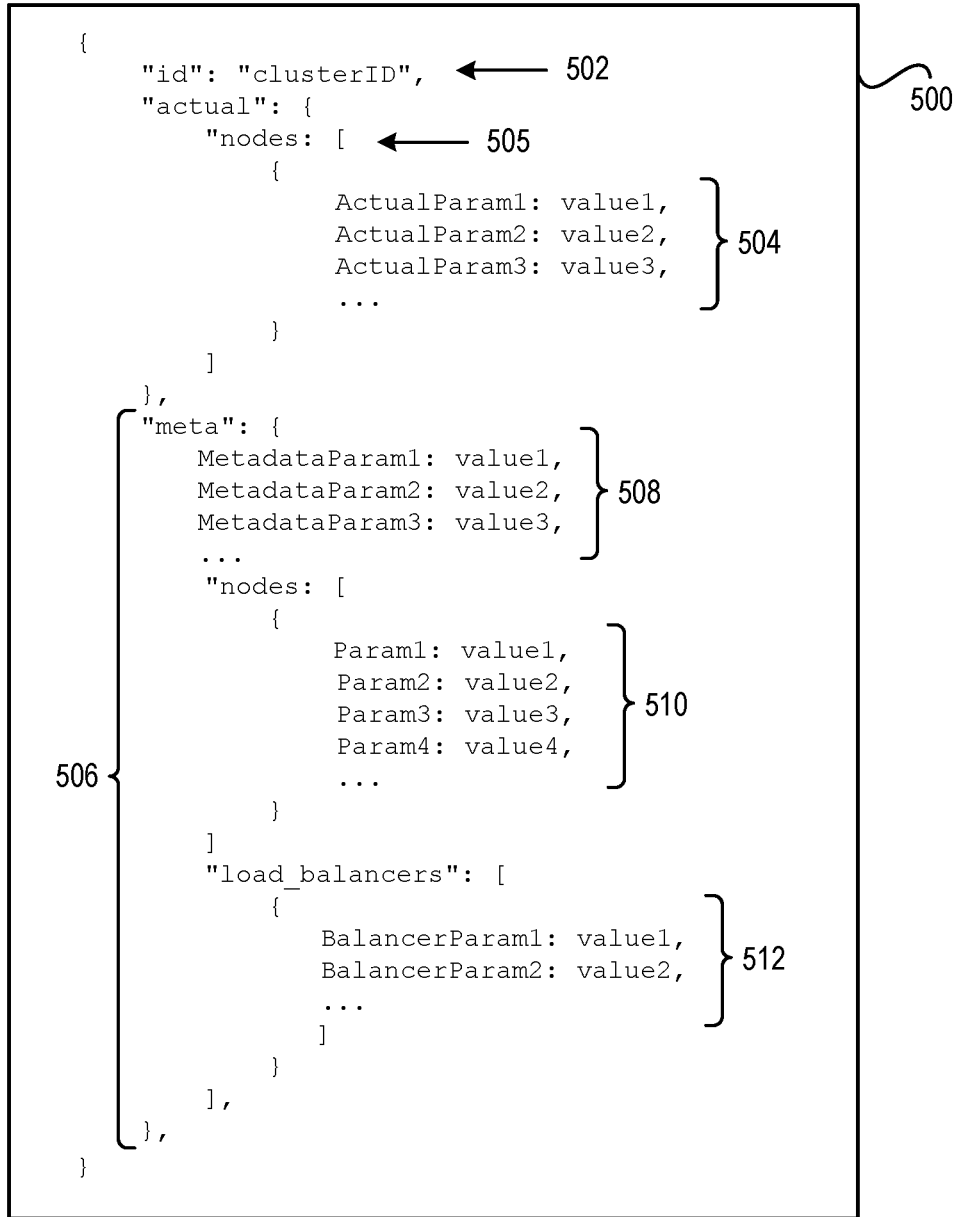 {
"id": "clusterID", 502
500
"actual": {
"nodes: [ 505
{
ActualParam1: value1,
ActualParam2: value2,
504
ActualParam3: value3,
...
}
]
},
"meta": {
MetadataParam1: value1,
MetadataParam2: value2,
508
MetadataParam3: value3,
...
"nodes: [
{
Param1: value1,
Param2: value2,
Param3: value3,
510
Param4: value4,
506
...
}
]
"load_balancers": [
{
BalancerParam1: value1,
512
BalancerParam2: value2,
...
]
}
],
},
}